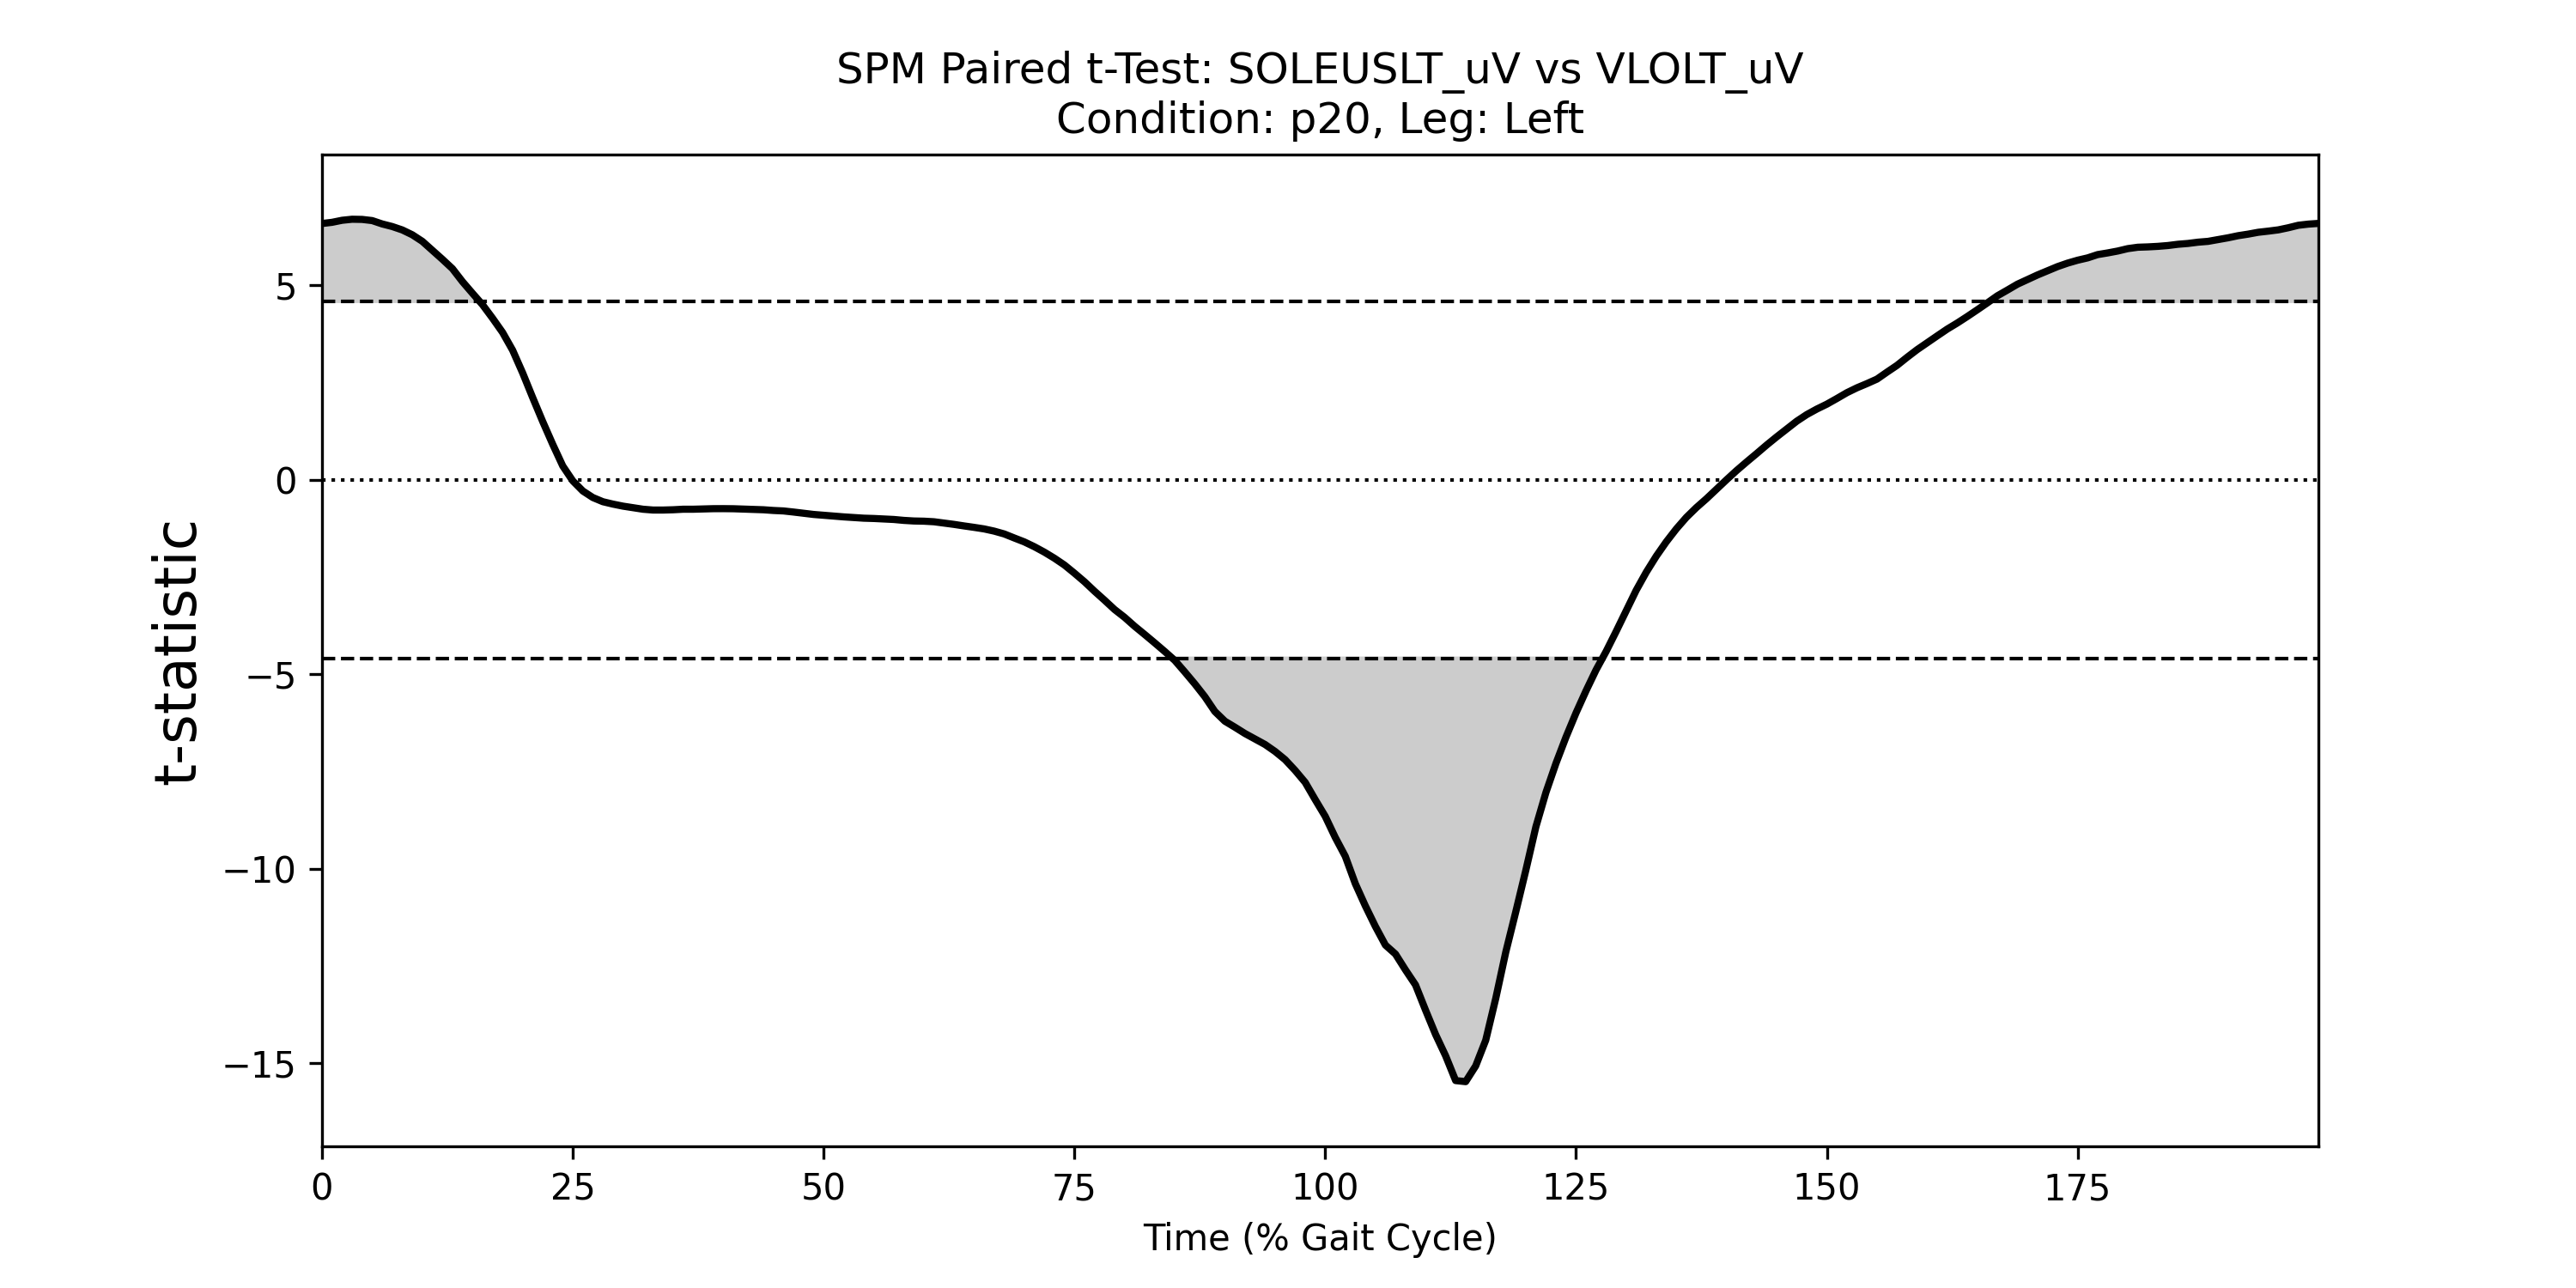 SPM Paired t-Test: SOLEUSLT_uV vs VLOLT_uV
Condition: p20, Leg: Left
t-statistic
5
0
−5
−10
−15
0 25 50 75 100 125 150 175
Time (% Gait Cycle)